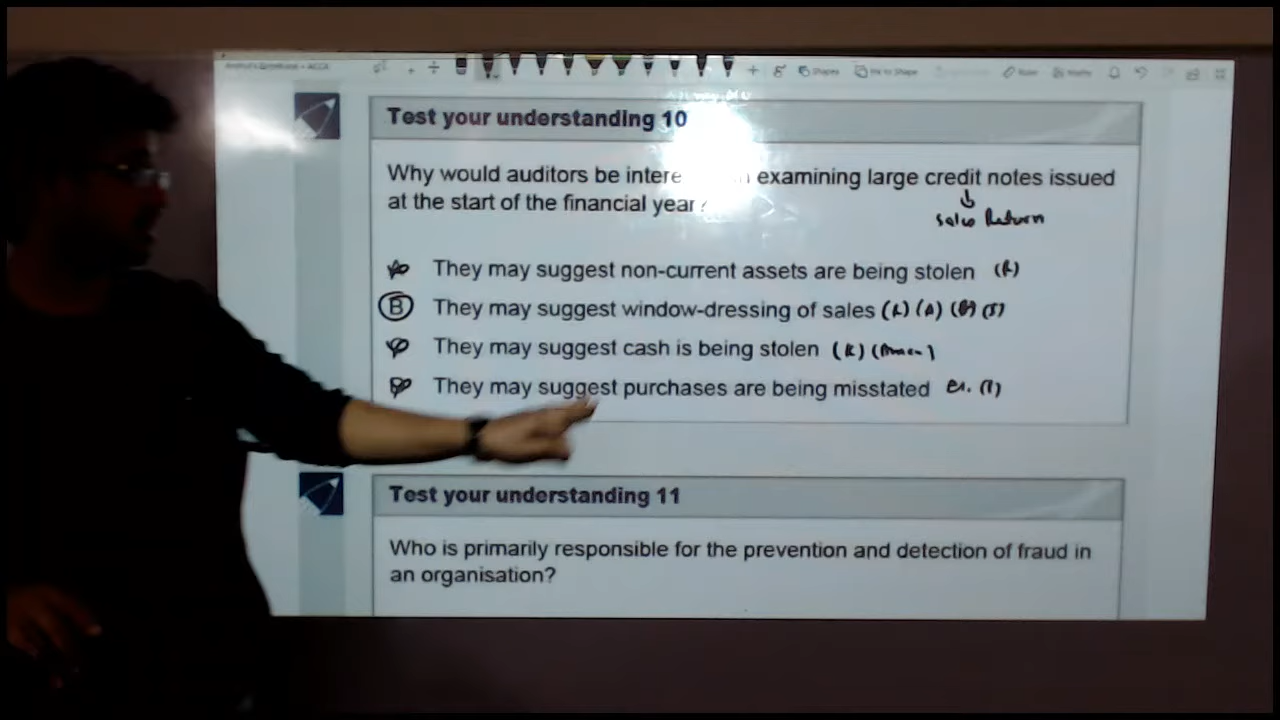 Test your understanding 10
Why would auditors be examining large credit notes issued
at the start of the financial year?
Sales Return
They may suggest non-current assets are being stolen
B They may suggest window-dressing of sales
They may suggest cash is being stolen
They may suggest purchases are being misstated
Test your understanding 11
Who is primarily responsible for the prevention and detection of fraud in
an organisation?